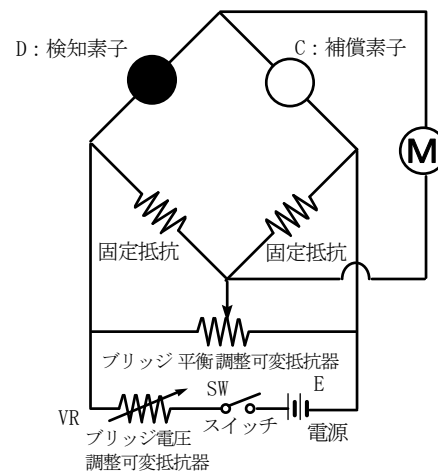 D：検知素子
C：補償素子
M
固定抵抗
固定抵抗
ブリッジ 平衡 調整可変抵抗器
SW
E
VR
スイッチ
電源
ブリッジ電圧
調整可変抵抗器